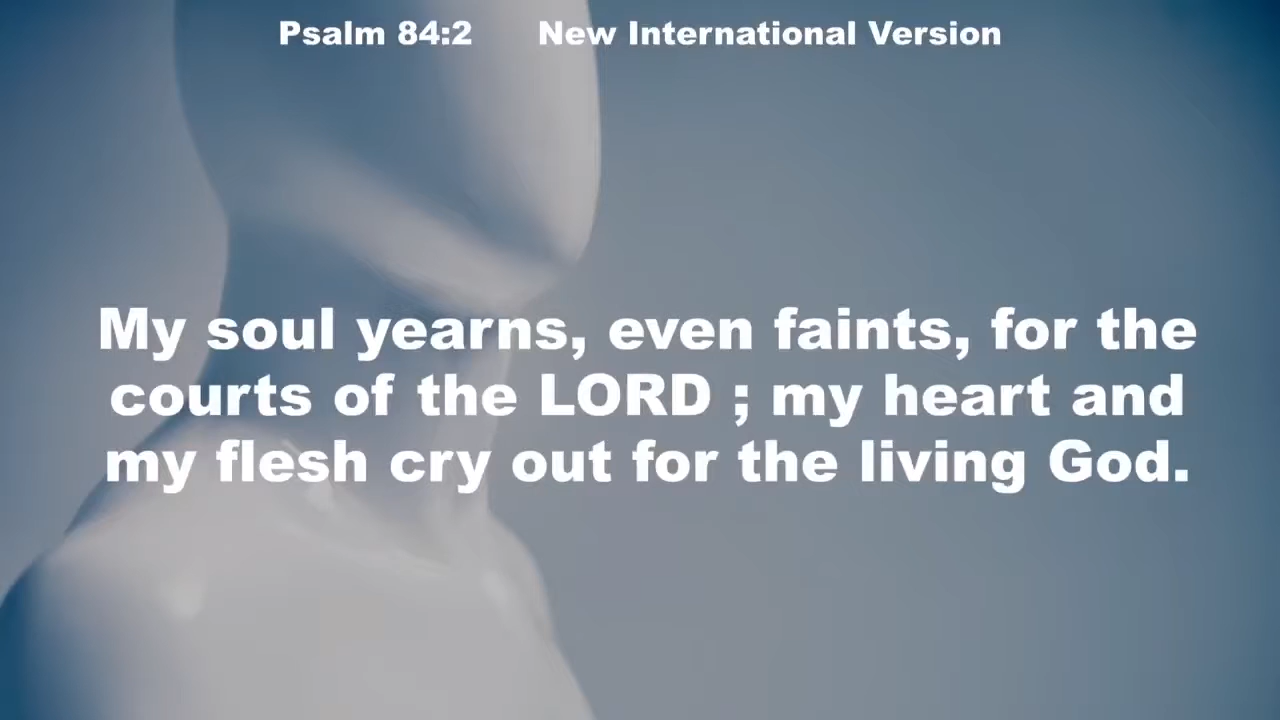 Psalm 84:2 New International Version
My soul yearns, even faints, for the
courts of the LORD ; my heart and
my flesh cry out for the living God.